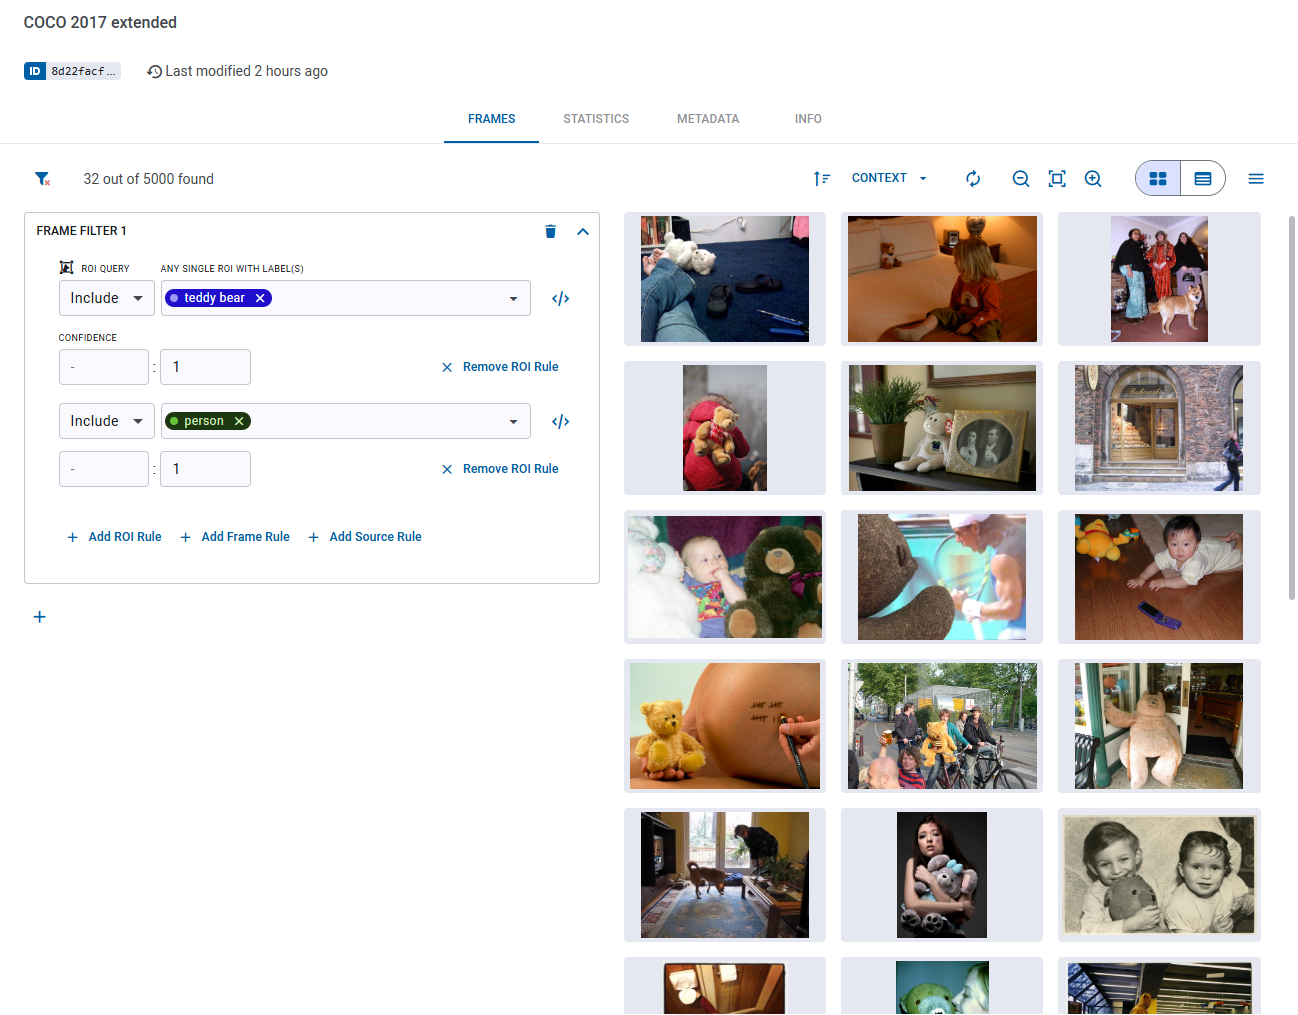 COCO 2017 extended
ID 8d22facf...
Last modified 2 hours ago
FRAMES STATISTICS METADATA INFO
32 out of 5000 found
CONTEXT
FRAME FILTER 1
ROI QUERY
ANY SINGLE ROI WITH LABEL(S)
Include
teddy bear
</>
CONFIDENCE
- : 1
Remove ROI Rule
Include
person
</>
- : 1
Remove ROI Rule
+ Add ROI Rule
+ Add Frame Rule
+ Add Source Rule
+